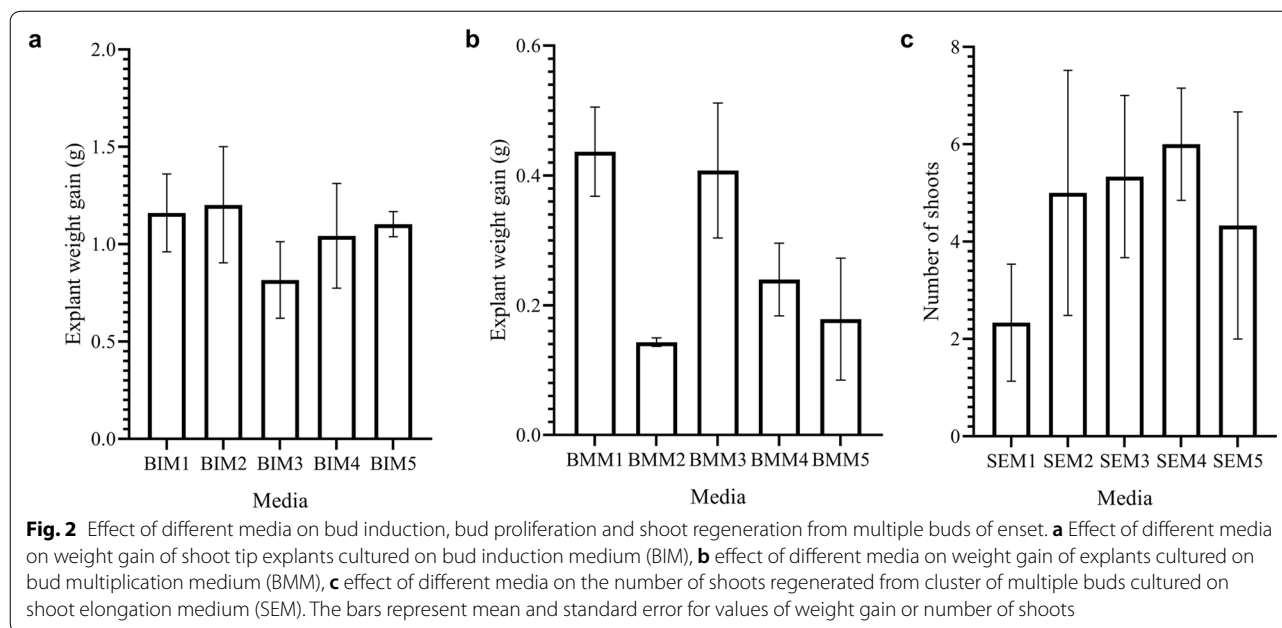 a
2.0
1.5
1.0
0.5
0.0
Explant weight gain (g)
BIM1 BIM2 BIM3 BIM4 BIM5
Media
b
0.6
0.4
0.2
0.0
Explant weight gain (g)
BMM1 BMM2 BMM3 BMM4 BMM5
Media
c
8
6
4
2
0
Number of shoots
SEM1 SEM2 SEM3 SEM4 SEM5
Media
Fig. 2 Effect of different media on bud induction, bud proliferation and shoot regeneration from multiple buds of enset. a Effect of different media
on weight gain of shoot tip explants cultured on bud induction medium (BIM), b effect of different media on weight gain of explants cultured on
bud multiplication medium (BMM), c effect of different media on the number of shoots regenerated from cluster of multiple buds cultured on
shoot elongation medium (SEM). The bars represent mean and standard error for values of weight gain or number of shoots